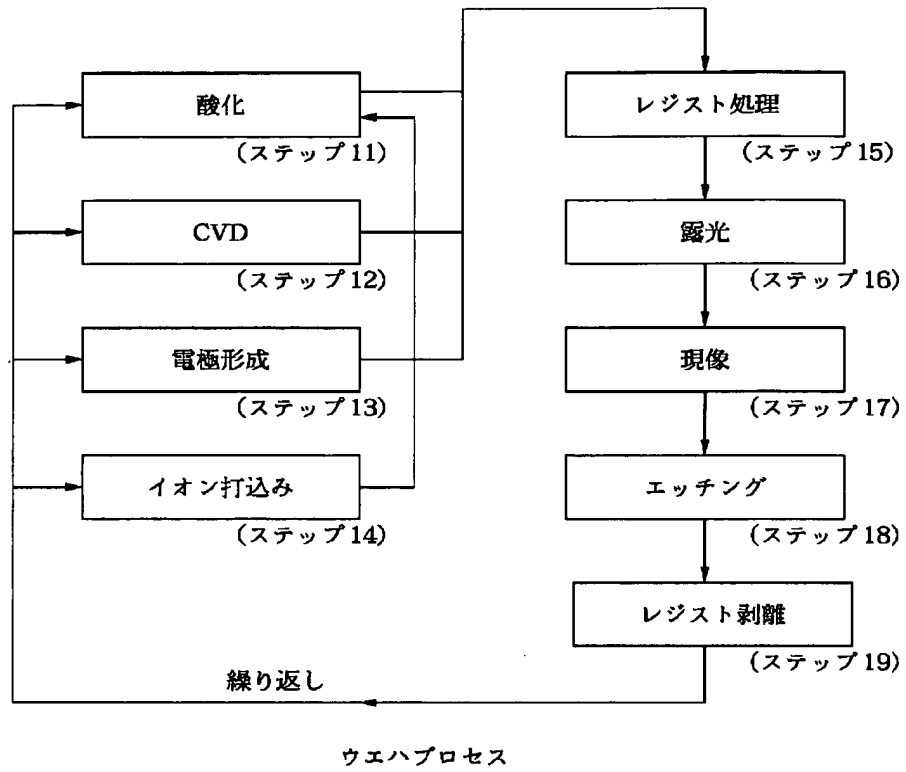 酸化
(ステップ11)
CVD
(ステップ12)
電極形成
(ステップ13)
イオン打込み
(ステップ14)
レジスト処理
(ステップ15)
露光
(ステップ16)
現像
(ステップ17)
エッチング
(ステップ18)
レジスト剥離
(ステップ19)
繰り返し
ウエハプロセス